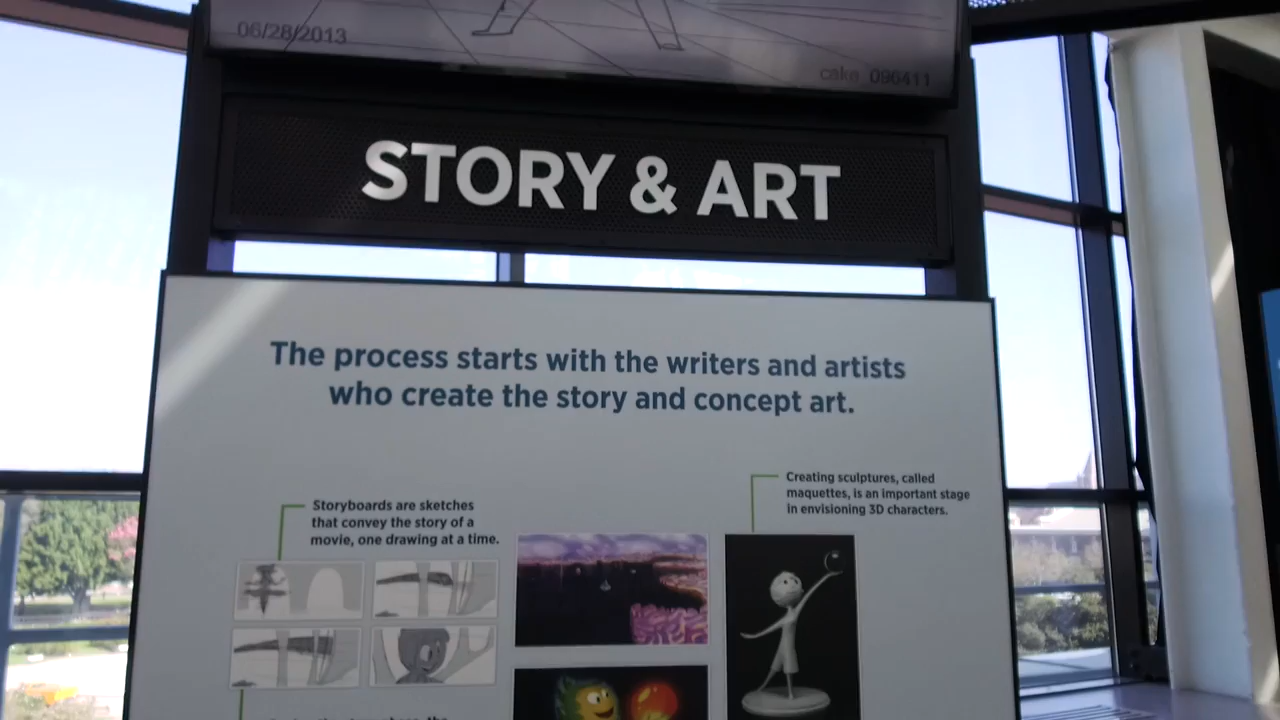 06/28/2013
cake 096411
STORY & ART
The process starts with the writers and artists
who create the story and concept art.
Creating sculptures, called
maquettes, is an important stage
in envisioning 3D characters.
Storyboards are sketches
that convey the story of a
movie, one drawing at a time.